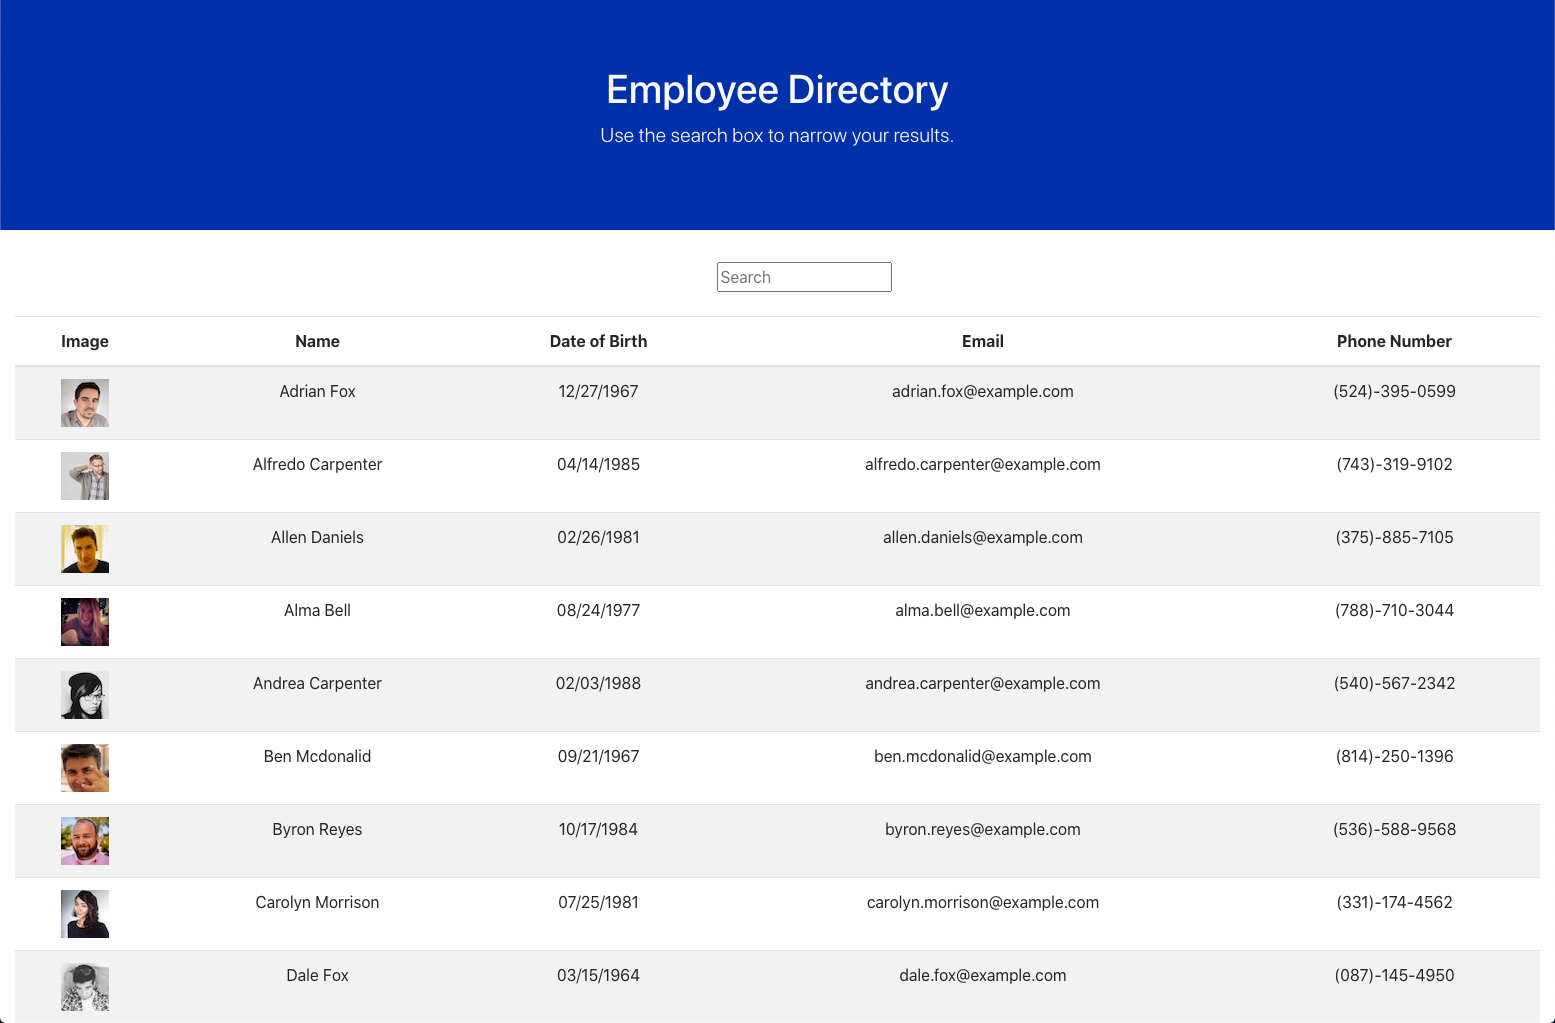 Employee Directory
Use the search box to narrow your results.
Search
Image Name Date of Birth Email Phone Number
Adrian Fox 12/27/1967 adrian.fox@example.com (524)-395-0599
Alfredo Carpenter 04/14/1985 alfredo.carpenter@example.com (743)-319-9102
Allen Daniels 02/26/1981 allen.daniels@example.com (375)-885-7105
Alma Bell 08/24/1977 alma.bell@example.com (788)-710-3044
Andrea Carpenter 02/03/1988 andrea.carpenter@example.com (540)-567-2342
Ben Mcdonalid 09/21/1967 ben.mcdonalid@example.com (814)-250-1396
Byron Reyes 10/17/1984 byron.reyes@example.com (536)-588-9568
Carolyn Morrison 07/25/1981 carolyn.morrison@example.com (331)-174-4562
Dale Fox 03/15/1964 dale.fox@example.com (087)-145-4950